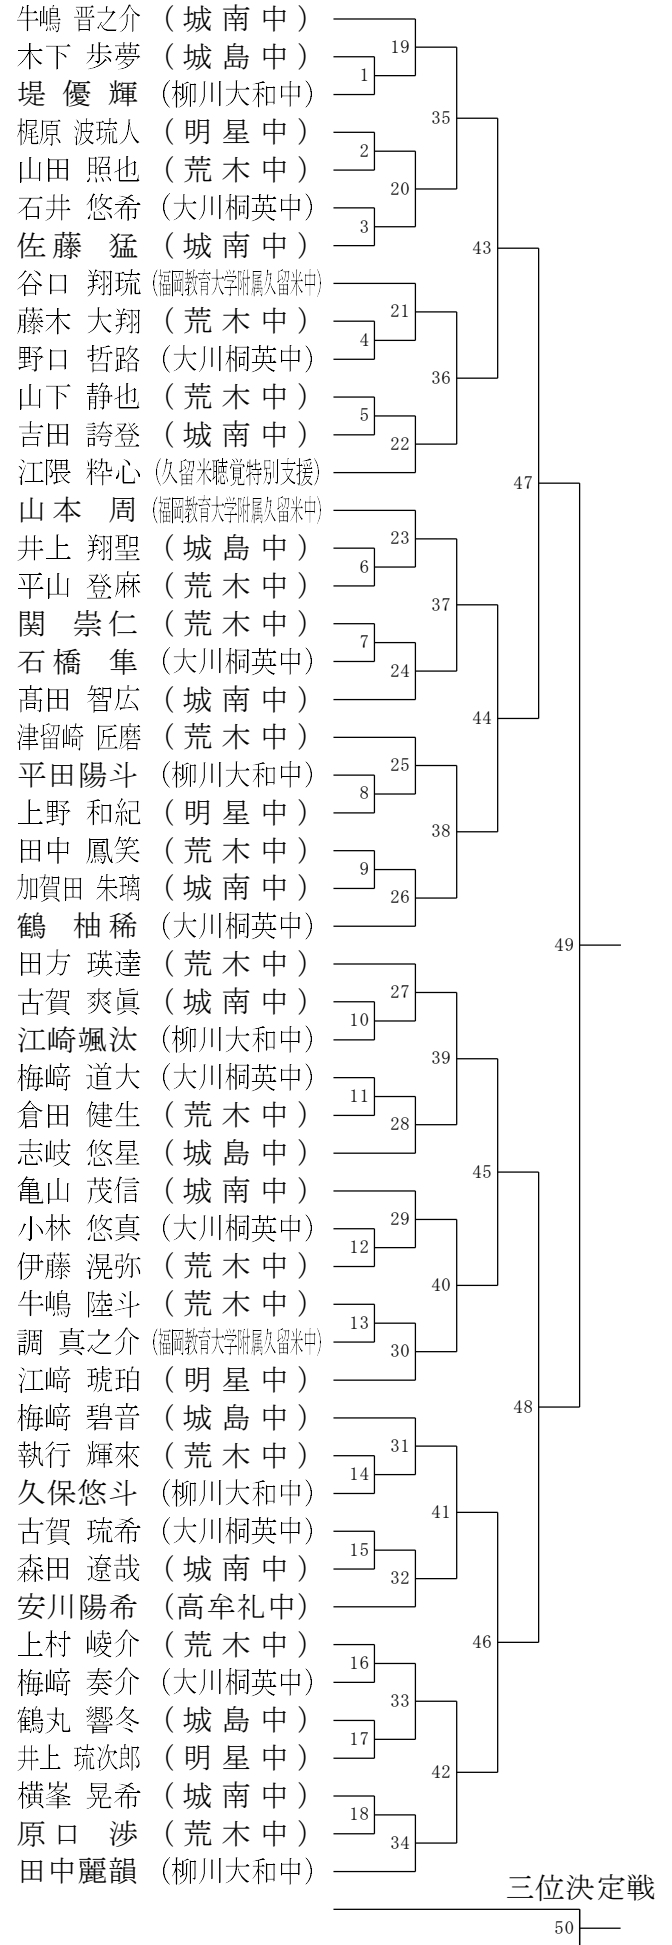 牛嶋 晋之介 (城南中)
19
木下 歩夢 (城島中)
1
堤 優輝 (柳川大和中)
35
梶原 波琉人 (明星中)
2
山田 照也 (荒木中)
20
石井 悠希 (大川桐英中)
3
佐藤 猛 (城南中)
43
谷口 翔琉 (福岡教育大学附属久留米中)
21
藤木 大翔 (荒木中)
4
野口 哲路 (大川桐英中)
36
山下 静也 (荒木中)
5
吉田 誇登 (城南中)
22
江隈 粋心 (久留米聴覚特別支援)
47
山本 周 (福岡教育大学附属久留米中)
23
井上 翔聖 (城島中)
6
平山 登麻 (荒木中)
37
関 崇仁 (荒木中)
7
石橋 隼 (大川桐英中)
24
髙田 智広 (城南中)
44
津留崎 匠磨 (荒木中)
25
平田陽斗 (柳川大和中)
8
上野 和紀 (明星中)
38
田中 鳳笑 (荒木中)
9
加賀田 朱璃 (城南中)
26
鶴 柚稀 (大川桐英中)
49
田方 瑛達 (荒木中)
27
古賀 爽眞 (城南中)
10
江崎颯汰 (柳川大和中)
39
梅﨑 道大 (大川桐英中)
11
倉田 健生 (荒木中)
28
志岐 悠星 (城島中)
45
亀山 茂信 (城南中)
29
小林 悠真 (大川桐英中)
12
伊藤 滉弥 (荒木中)
40
牛嶋 陸斗 (荒木中)
13
調 真之介 (福岡教育大学附属久留米中)
30
江﨑 琥珀 (明星中)
48
梅﨑 碧音 (城島中)
31
執行 輝來 (荒木中)
14
久保悠斗 (柳川大和中)
41
古賀 琉希 (大川桐英中)
15
森田 遼哉 (城南中)
32
安川陽希 (高牟礼中)
46
上村 崚介 (荒木中)
16
梅﨑 奏介 (大川桐英中)
33
鶴丸 響冬 (城島中)
17
井上 琉次郎 (明星中)
42
横峯 晃希 (城南中)
18
原口 渉 (荒木中)
34
田中麗韻 (柳川大和中)
三位決定戦
50